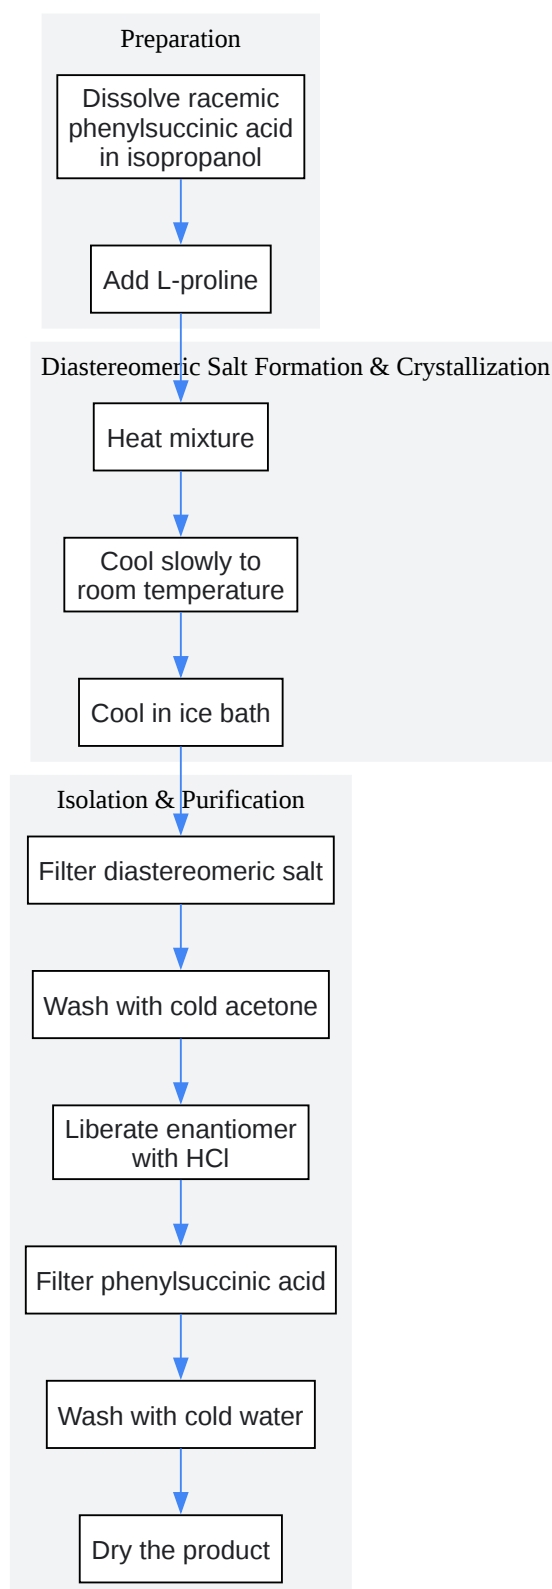 Preparation
Dissolve racemic
phenylsuccinic acid
in isopropanol
Add L-proline
Diastereomeric Salt Formation & Crystallization
Heat mixture
Cool slowly to
room temperature
Cool in ice bath
Isolation & Purification
Filter diastereomeric salt
Wash with cold acetone
Liberate enantiomer
with HCl
Filter phenylsuccinic acid
Wash with cold water
Dry the product